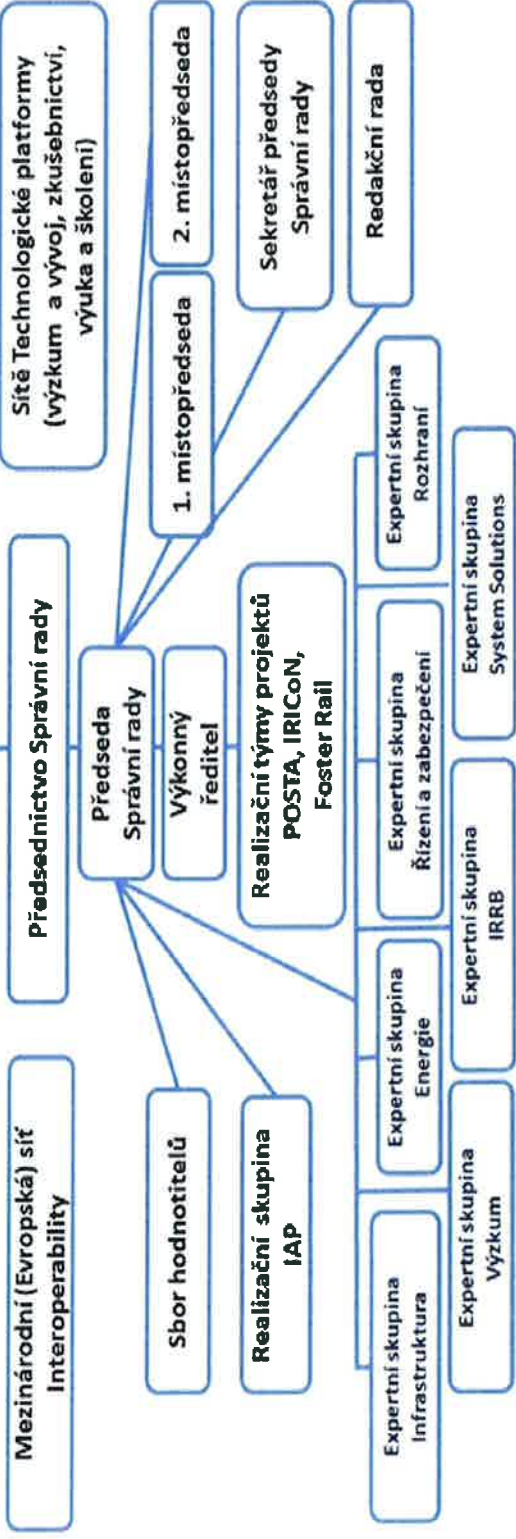 Mezinárodní (Evropská) síť
Interoperability
Předsednictvo Správní rady
Sítě Technologické platformy
(výzkum a vývoj, zkušebnictví,
výuka a školení)
Předseda
Správní rady
Výkonný
ředitel
1. místopředseda
2. místopředseda
Sbor hodnotitelů
Sekretář předsedy
Správní rady
Realizační skupina
IAP
Realizační týmy projektů
POSTA, IRICoN,
Foster Rail
Redakční rada
Expertní skupina
Infrastruktura
Expertní skupina
Energie
Expertní skupina
Řízení a zabezpečení
Expertní skupina
Rozhraní
Expertní skupina
Výzkum
Expertní skupina
IRRB
Expertní skupina
System Solutions